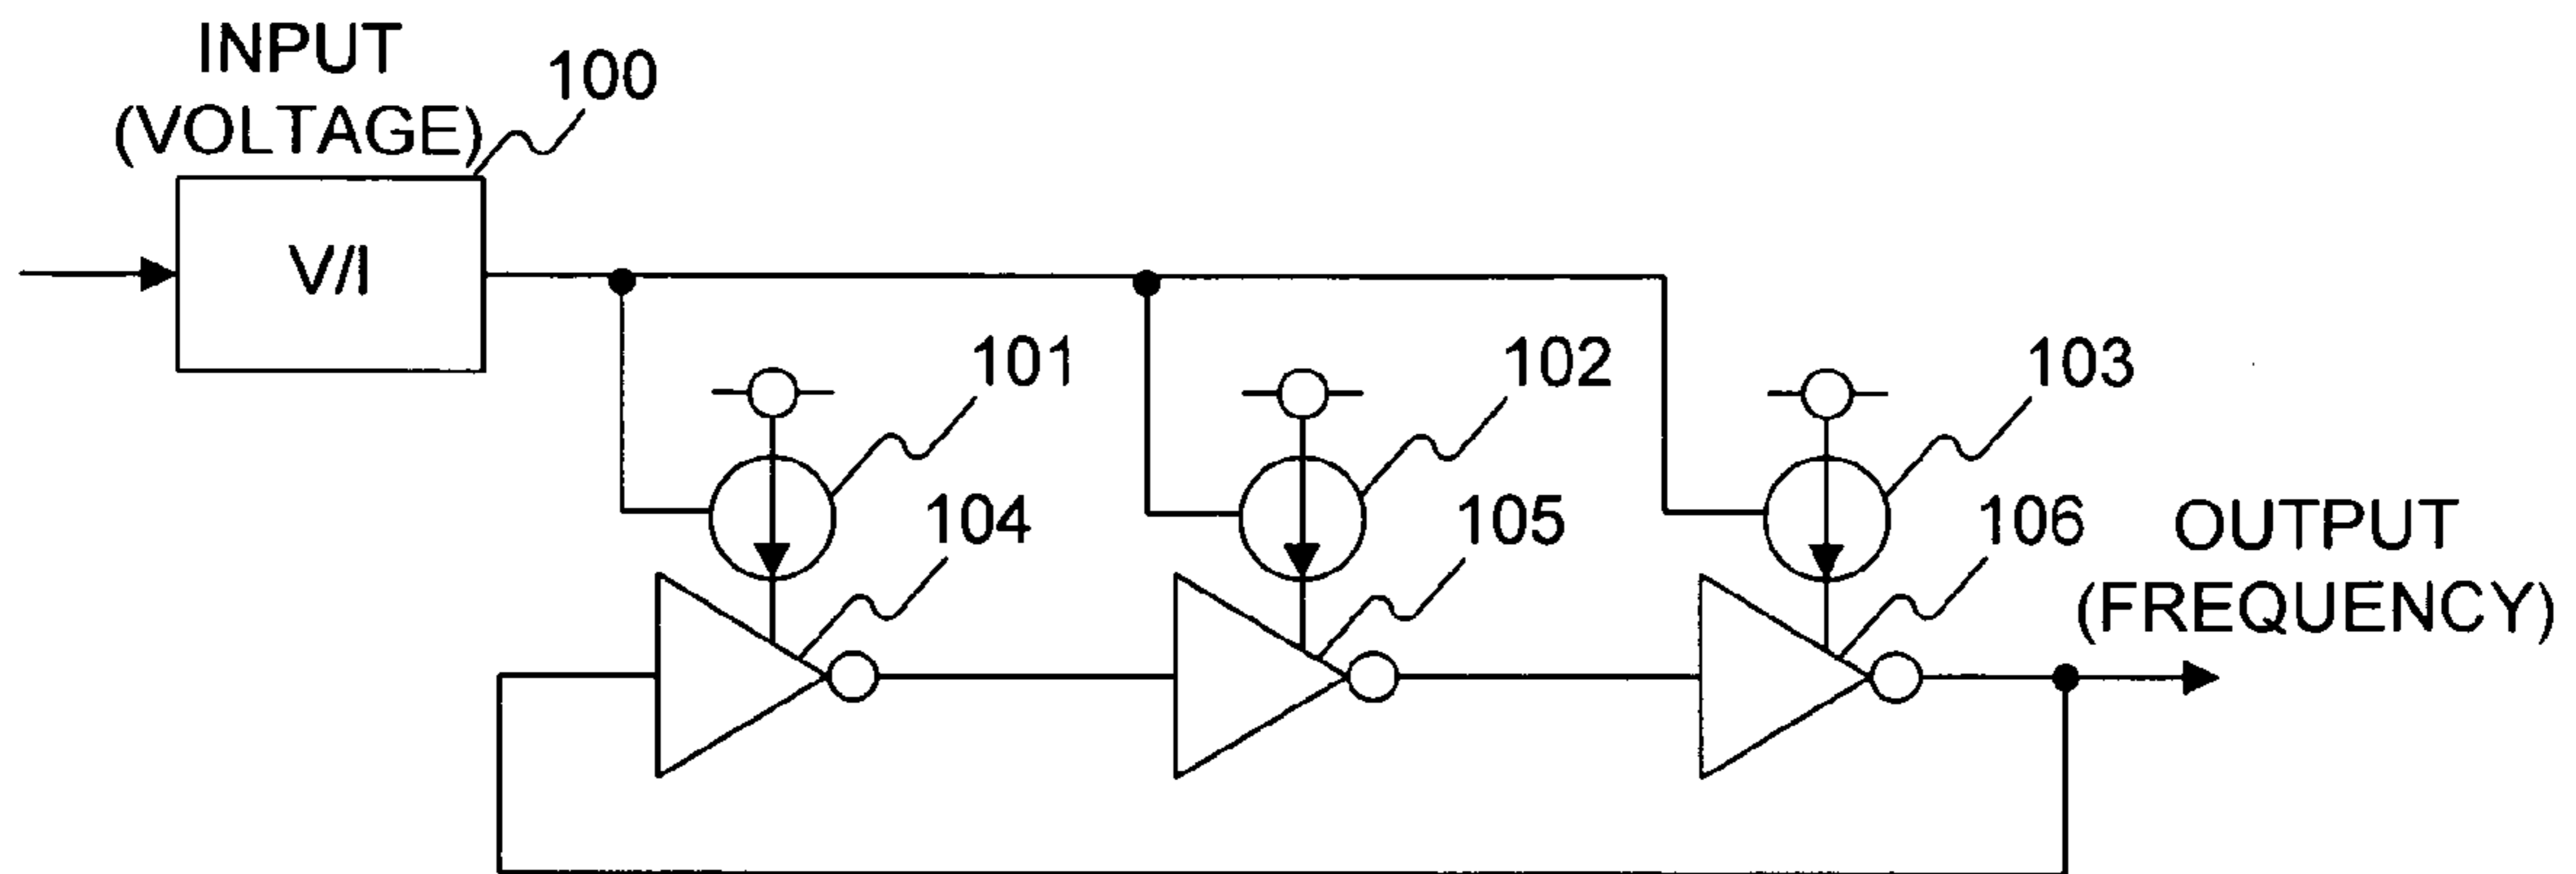 INPUT
(VOLTAGE)
100
V/I
101
102
103
104
105
106
OUTPUT
(FREQUENCY)